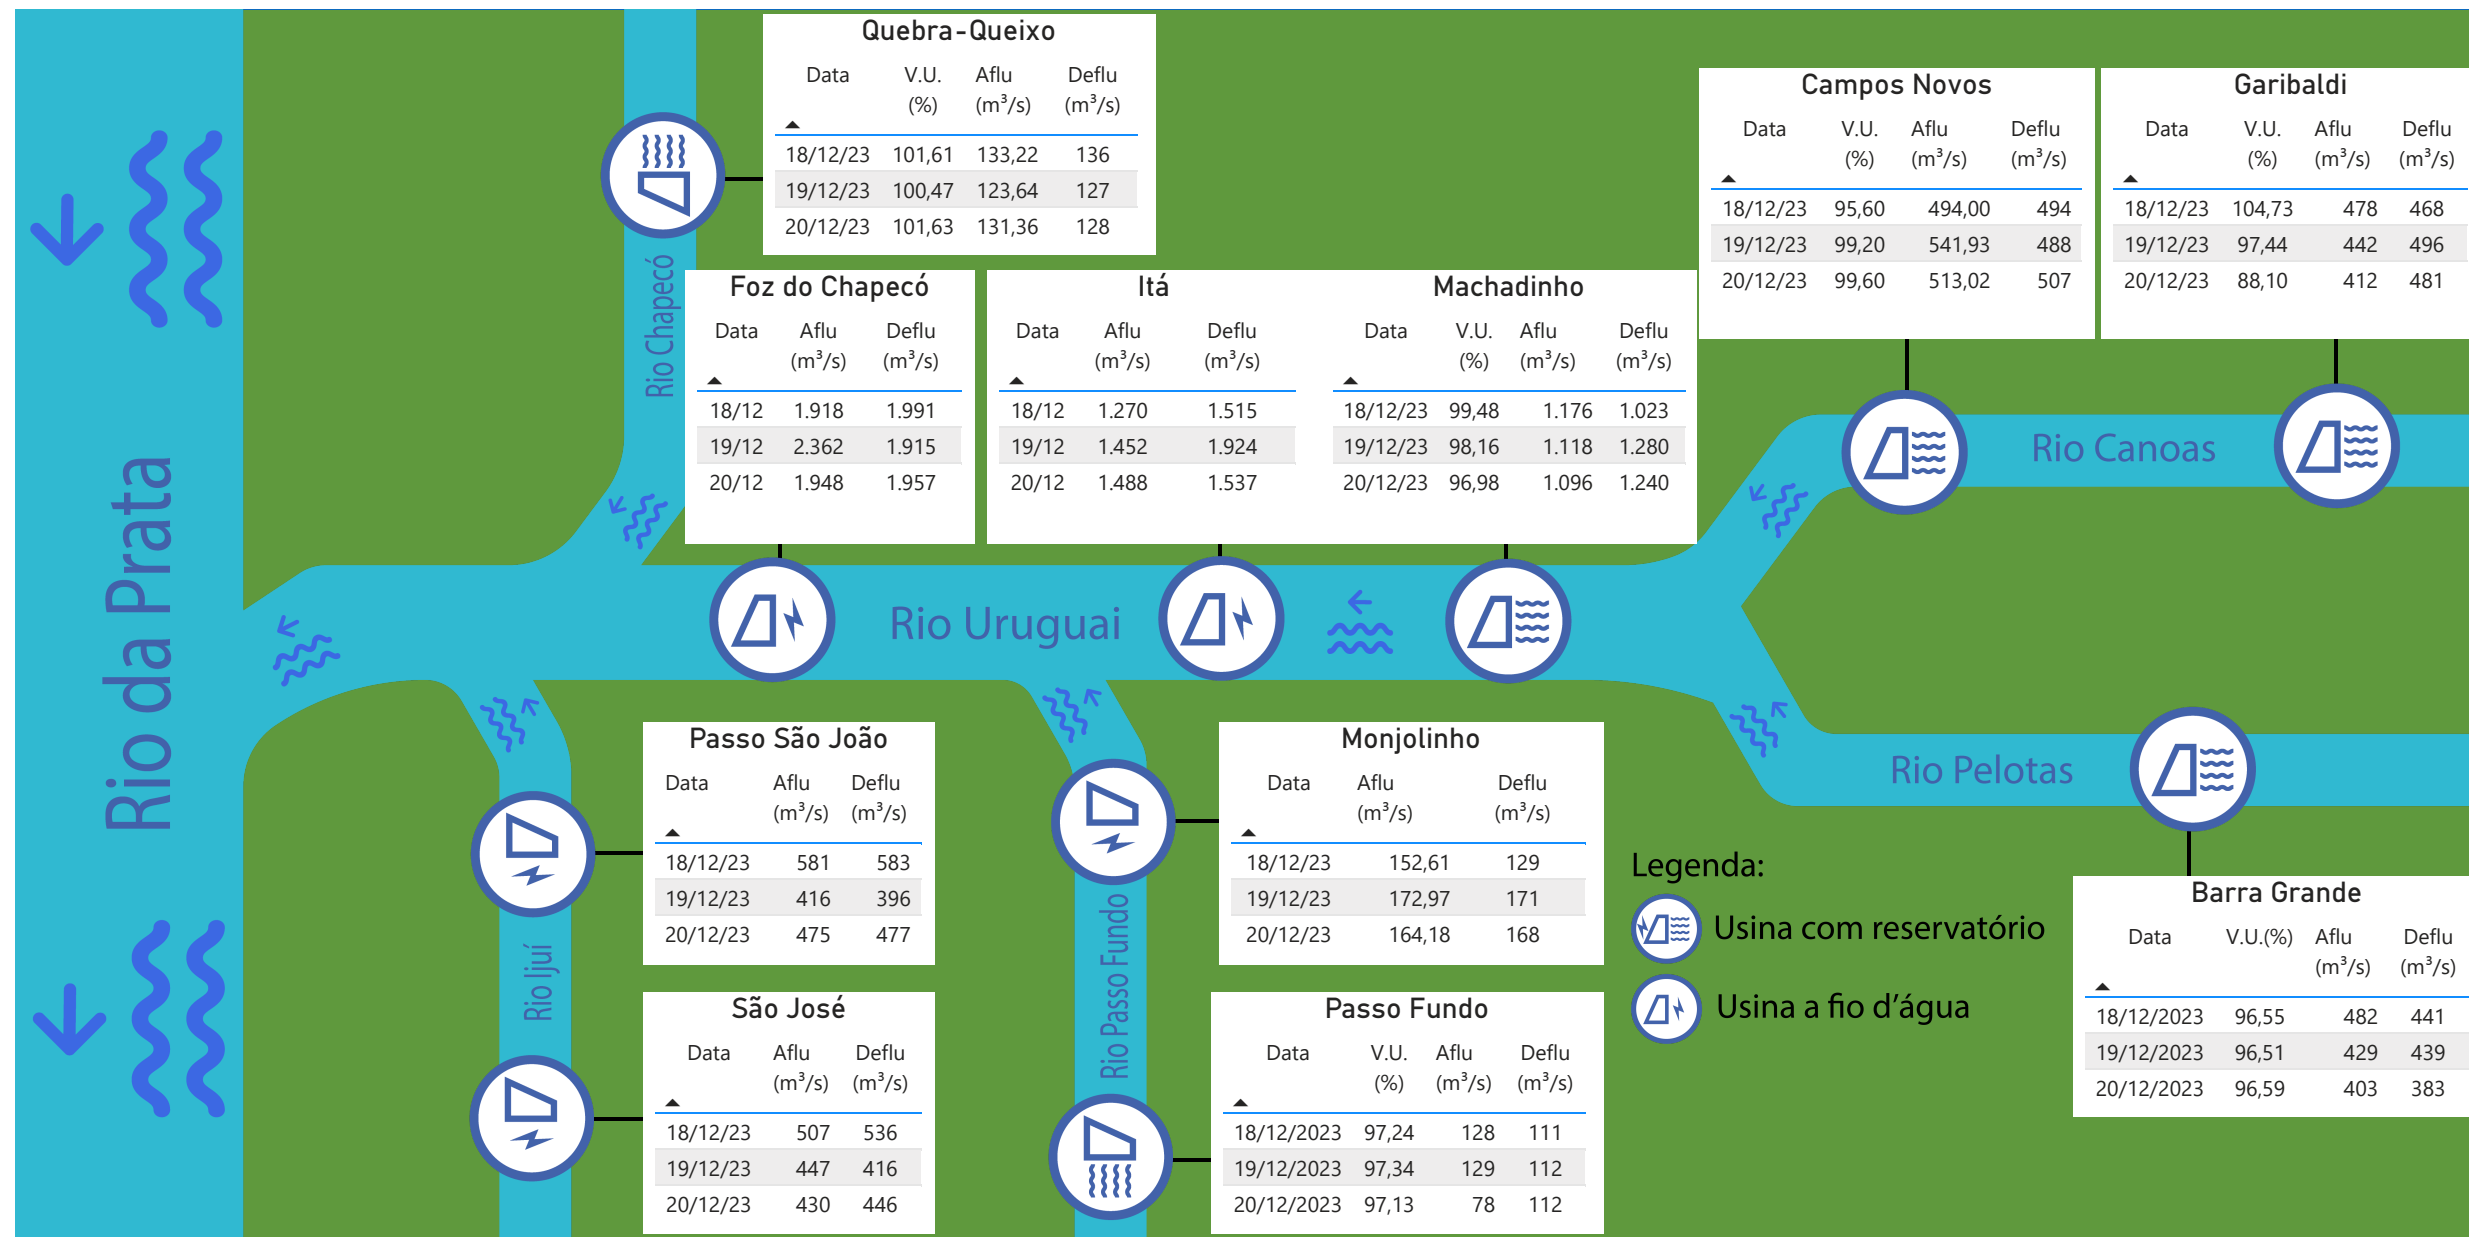 Quebra-Queixo
Data V.U. (%) Aflu (m³/s) Deflu (m³/s)
18/12/23 101,61 133,22 136
19/12/23 100,47 123,64 127
20/12/23 101,63 131,36 128
Campos Novos
Data V.U. (%) Aflu (m³/s) Deflu (m³/s)
18/12/23 95,60 494,00 494
19/12/23 99,20 541,93 488
20/12/23 99,60 513,02 507
Garibaldi
Data V.U. (%) Aflu (m³/s) Deflu (m³/s)
18/12/23 104,73 478 468
19/12/23 97,44 442 496
20/12/23 88,10 412 481
Rio Chapecó
Foz do Chapecó
Data Aflu (m³/s) Deflu (m³/s)
18/12 1.918 1.991
19/12 2.362 1.915
20/12 1.948 1.957
Itá
Data Aflu (m³/s) Deflu (m³/s)
18/12 1.270 1.515
19/12 1.452 1.924
20/12 1.488 1.537
Machadinho
Data V.U. (%) Aflu (m³/s) Deflu (m³/s)
18/12/23 99,48 1.176 1.023
19/12/23 98,16 1.118 1.280
20/12/23 96,98 1.096 1.240
Rio Canoas
Rio da Prata
Rio Uruguai
Rio Pelotas
Passo São João
Data Aflu (m³/s) Deflu (m³/s)
18/12/23 581 583
19/12/23 416 396
20/12/23 475 477
Monjolinho
Data Aflu (m³/s) Deflu (m³/s)
18/12/23 152,61 129
19/12/23 172,97 171
20/12/23 164,18 168
Legenda:
Usina com reservatório
Usina a fio d’água
Barra Grande
Data V.U.(%) Aflu (m³/s) Deflu (m³/s)
18/12/2023 96,55 482 441
19/12/2023 96,51 429 439
20/12/2023 96,59 403 383
Rio Ijuí
São José
Data Aflu (m³/s) Deflu (m³/s)
18/12/23 507 536
19/12/23 447 416
20/12/23 430 446
Rio Passo Fundo
Passo Fundo
Data V.U. (%) Aflu (m³/s) Deflu (m³/s)
18/12/2023 97,24 128 111
19/12/2023 97,34 129 112
20/12/2023 97,13 78 112